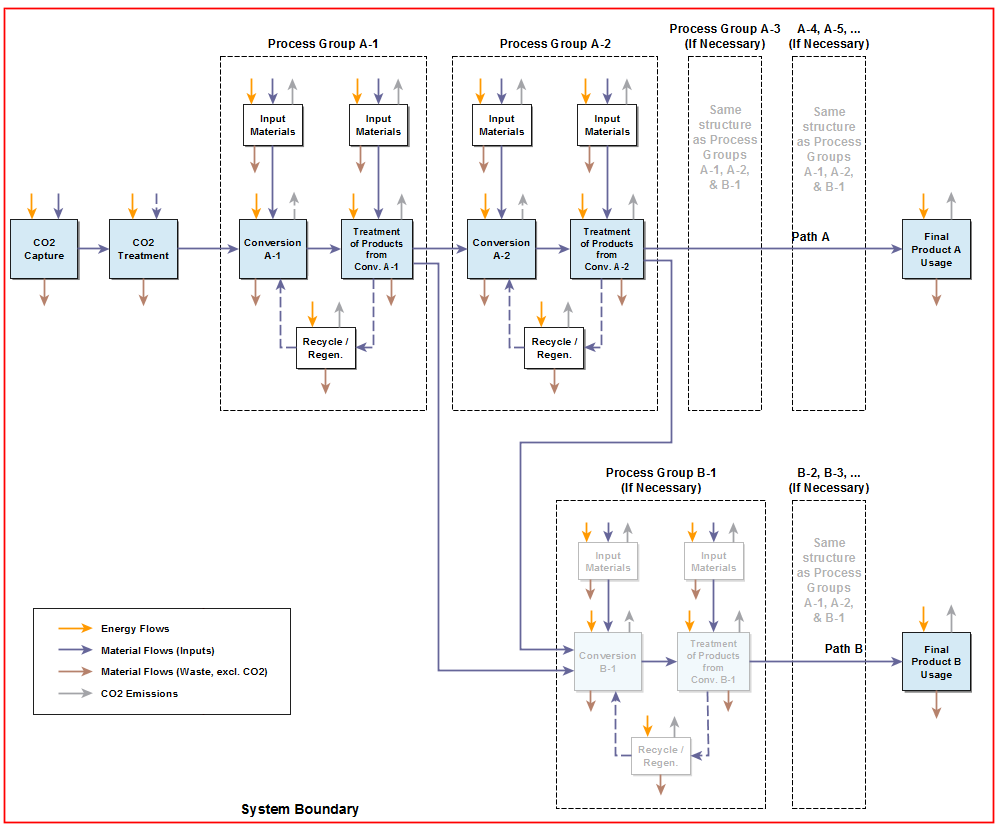 Process Group A-1
Process Group A-2
Process Group A-3
(If Necessary)
A-4, A-5, ...
(If Necessary)
Input
Materials
Input
Materials
Input
Materials
Input
Materials
Same
structure
as Process
Groups
A-1, A-2,
& B-1
Same
structure
as Process
Groups
A-1, A-2,
& B-1
CO2
Capture
CO2
Treatment
Conversion
A-1
Treatment
of Products
from
Conv. A-1
Conversion
A-2
Treatment
of Products
from
Conv. A-2
Path A
Final
Product A
Usage
Recycle /
Regen.
Recycle /
Regen.
Process Group B-1
(If Necessary)
B-2, B-3, ...
(If Necessary)
Input
Materials
Input
Materials
Same
structure
as Process
Groups
A-1, A-2,
& B-1
Conversion
B-1
Treatment
of Products
from
Conv. B-1
Path B
Final
Product B
Usage
Recycle /
Regen.
Energy Flows
Material Flows (Inputs)
Material Flows (Waste, excl. CO2)
CO2 Emissions
System Boundary